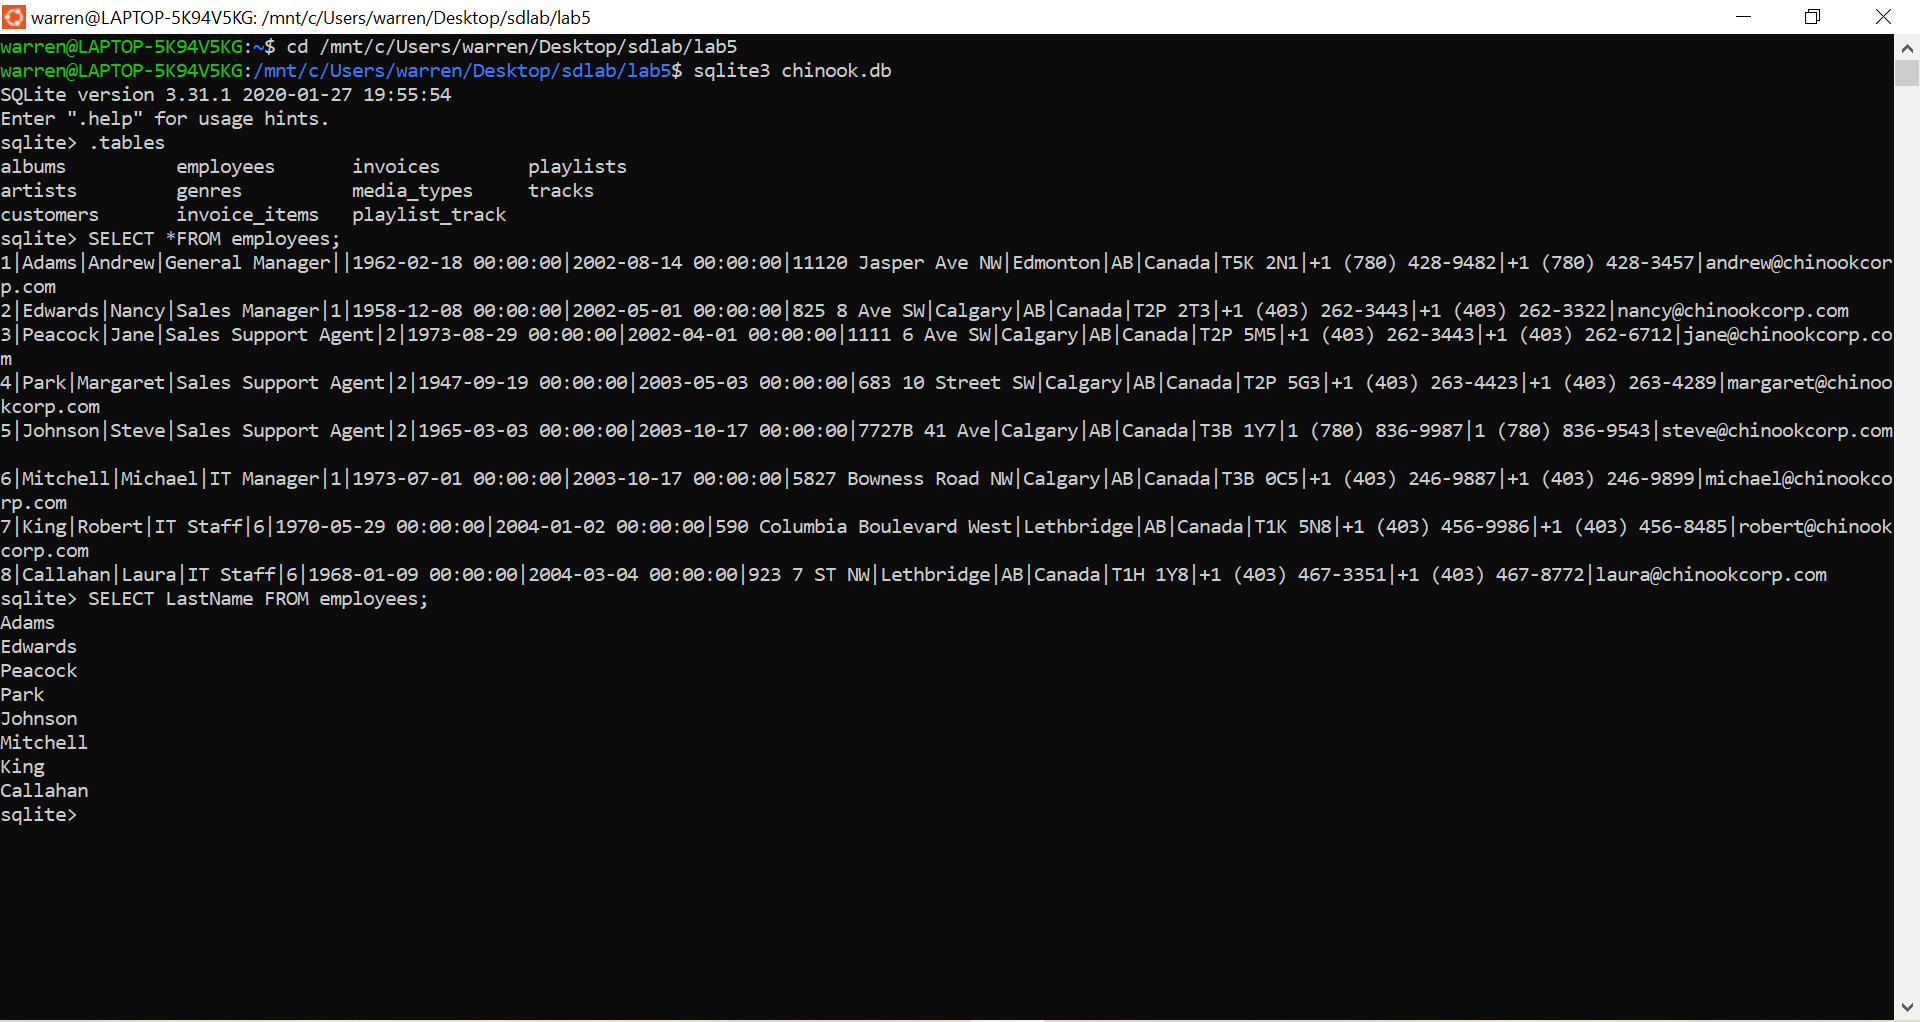 warren@LAPTOP-5K94V5KG: /mnt/c/Users/warren/Desktop/sdlab/lab5
warren@LAPTOP-5K94V5KG:~$ cd /mnt/c/Users/warren/Desktop/sdlab/lab5
warren@LAPTOP-5K94V5KG:/mnt/c/Users/warren/Desktop/sdlab/lab5$ sqlite3 chinook.db
SQLite version 3.31.1 2020-01-27 19:55:54
Enter ".help" for usage hints.
sqlite> .tables
albums          employees       invoices        playlists
artists         genres          media_types     tracks
customers       invoice_items   playlist_track
sqlite> SELECT *FROM employees;
1|Adams|Andrew|General Manager||1962-02-18 00:00:00|2002-08-14 00:00:00|11120 Jasper Ave NW|Edmonton|AB|Canada|T5K 2N1|+1 (780) 428-9482|+1 (780) 428-3457|andrew@chinookcor
p.com
2|Edwards|Nancy|Sales Manager|1|1958-12-08 00:00:00|2002-05-01 00:00:00|825 8 Ave SW|Calgary|AB|Canada|T2P 2T3|+1 (403) 262-3443|+1 (403) 262-3322|nancy@chinookcorp.com
3|Peacock|Jane|Sales Support Agent|2|1973-08-29 00:00:00|2002-04-01 00:00:00|1111 6 Ave SW|Calgary|AB|Canada|T2P 5M5|+1 (403) 262-3443|+1 (403) 262-6712|jane@chinookcorp.co
m
4|Park|Margaret|Sales Support Agent|2|1947-09-19 00:00:00|2003-05-03 00:00:00|683 10 Street SW|Calgary|AB|Canada|T2P 5G3|+1 (403) 263-4423|+1 (403) 263-4289|margaret@chinoo
kcorp.com
5|Johnson|Steve|Sales Support Agent|2|1965-03-03 00:00:00|2003-10-17 00:00:00|7727B 41 Ave|Calgary|AB|Canada|T3B 1Y7|1 (780) 836-9987|1 (780) 836-9543|steve@chinookcorp.com
6|Mitchell|Michael|IT Manager|1|1973-07-01 00:00:00|2003-10-17 00:00:00|5827 Bowness Road NW|Calgary|AB|Canada|T3B 0C5|+1 (403) 246-9887|+1 (403) 246-9899|michael@chinookco
rp.com
7|King|Robert|IT Staff|6|1970-05-29 00:00:00|2004-01-02 00:00:00|590 Columbia Boulevard West|Lethbridge|AB|Canada|T1K 5N8|+1 (403) 456-9986|+1 (403) 456-8485|robert@chinook
corp.com
8|Callahan|Laura|IT Staff|6|1968-01-09 00:00:00|2004-03-04 00:00:00|923 7 ST NW|Lethbridge|AB|Canada|T1H 1Y8|+1 (403) 467-3351|+1 (403) 467-8772|laura@chinookcorp.com
sqlite> SELECT LastName FROM employees;
Adams
Edwards
Peacock
Park
Johnson
Mitchell
King
Callahan
sqlite>